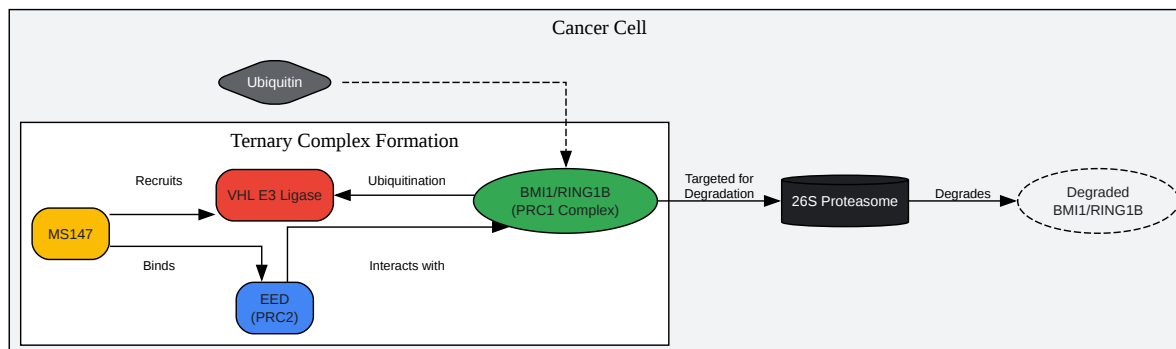 Cancer Cell
Ubiquitin
Ternary Complex Formation
Recruits
VHL E3 Ligase
Ubiquitination
BMI1/RING1B
(PRC1 Complex)
Targeted for
Degradation
26S Proteasome
Degrades
Degraded
BMI1/RING1B
MS147
Binds
Interacts with
EED
(PRC2)